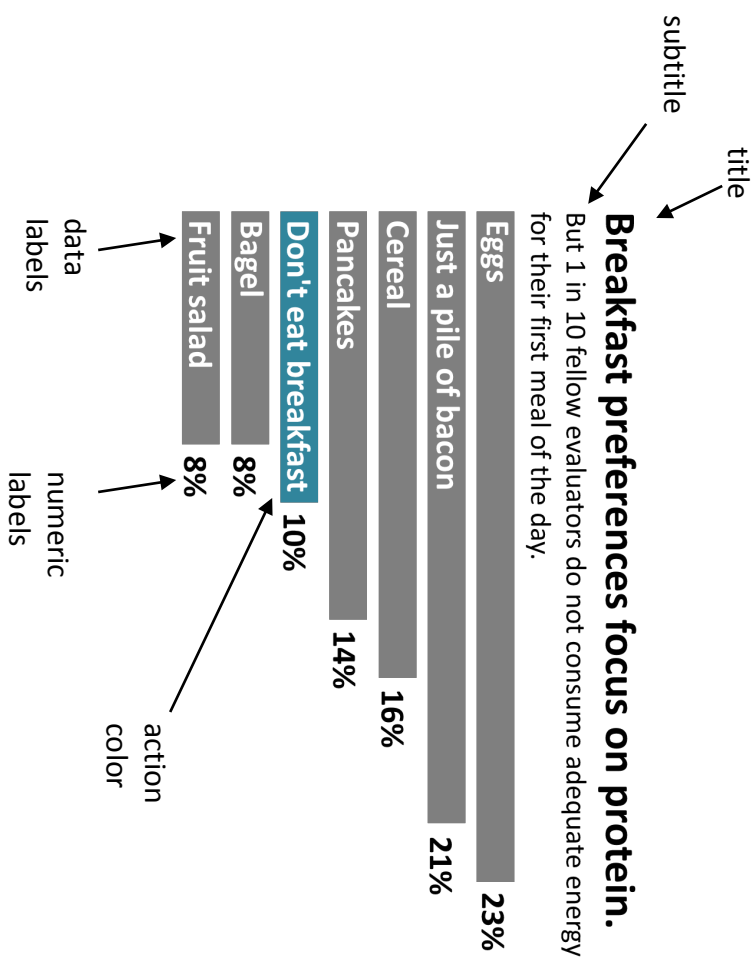 title
subtitle
Breakfast preferences focus on protein.
But 1 in 10 fellow evaluators do not consume adequate energy
for their first meal of the day.
Eggs 23%
Just a pile of bacon 21%
Cereal 16%
Pancakes 14%
Don't eat breakfast 10%
Bagel 8%
Fruit salad 8%
action
color
data
labels
numeric
labels